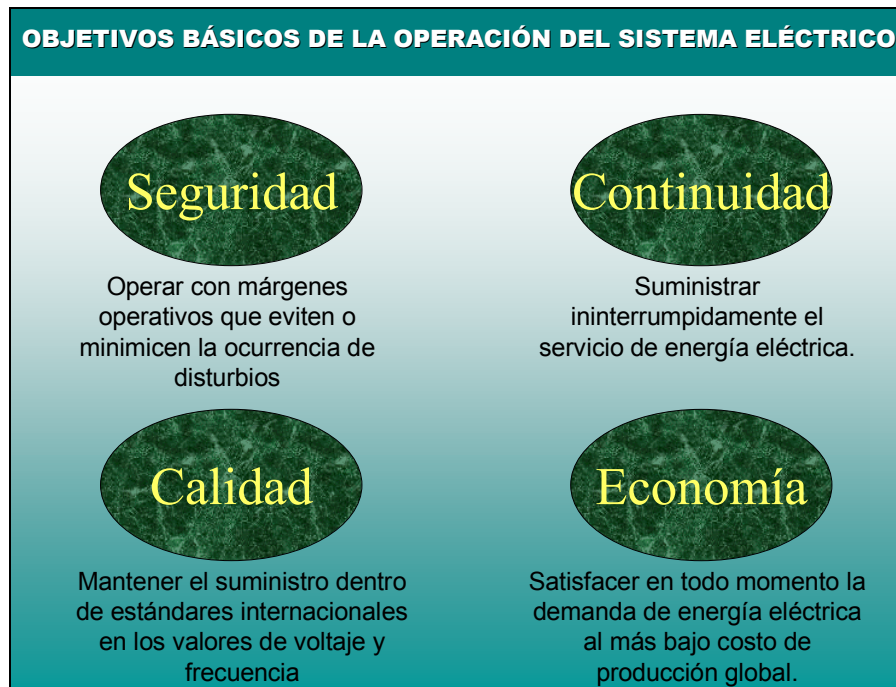 OBJETIVOS BÁSICOS DE LA OPERACIÓN DEL SISTEMA ELÉCTRICO
Seguridad
Operar con márgenes
operativos que eviten o
minimicen la ocurrencia de
disturbios
Continuidad
Suministrar
ininterrumpidamente el
servicio de energía eléctrica.
Calidad
Mantener el suministro dentro
de estándares internacionales
en los valores de voltaje y
frecuencia
Economía
Satisfacer en todo momento la
demanda de energía eléctrica
al más bajo costo de
producción global.